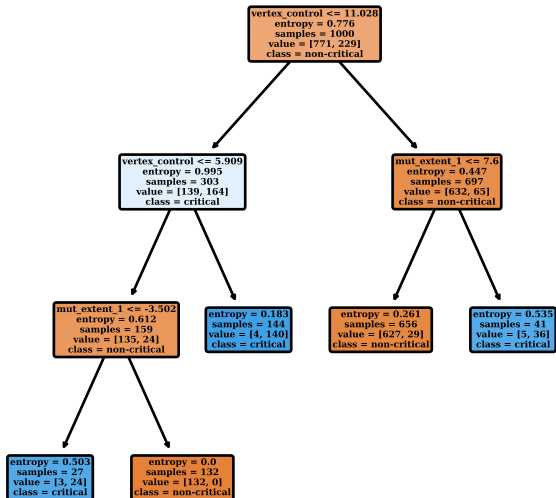 vertex_control <= 11.028
entropy = 0.776
samples = 1000
value = [771, 229]
class = non-critical
vertex_control <= 5.909
entropy = 0.995
samples = 303
value = [139, 164]
class = critical
mut_extent_1 <= 7.6
entropy = 0.447
samples = 697
value = [632, 65]
class = non-critical
mut_extent_1 <= -3.502
entropy = 0.612
samples = 159
value = [135, 24]
class = non-critical
entropy = 0.183
samples = 144
value = [4, 140]
class = critical
entropy = 0.261
samples = 656
value = [627, 29]
class = non-critical
entropy = 0.535
samples = 41
value = [5, 36]
class = critical
entropy = 0.503
samples = 27
value = [3, 24]
class = critical
entropy = 0.0
samples = 132
value = [132, 0]
class = non-critical